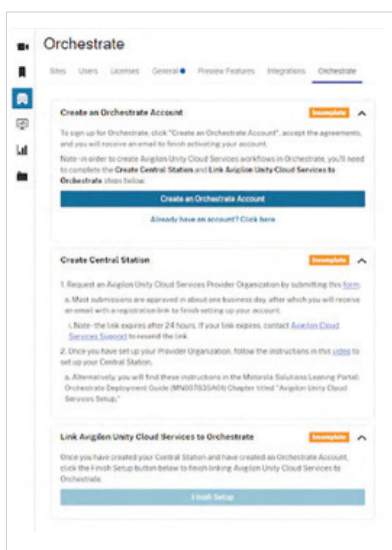 Orchestrate
Sites Users Licenses General Preview Features Integrations Orchestrate
Create an Orchestrate Account Incomplete
To sign up for Orchestrate, click "Create an Orchestrate Account", accept the agreements,
and you will receive an email to finish activating your account.
Note: in order to create Avigilon Unity Cloud Services workflows in Orchestrate, you'll need
to complete the Create Central Station and Link Avigilon Unity Cloud Services to
Orchestrate steps below.
Create an Orchestrate Account
Already have an account? Click here
Create Central Station Incomplete
1. Request an Avigilon Unity Cloud Services Provider Organization by submitting this form.
a. Most submissions are approved in about one business day, after which you will receive
an email with a registration link to finish setting up your account.
i. Note- the link expires after 24 hours. If your link expires, contact Avigilon Cloud
Services Support to resend the link.
2. Once you have set up your Provider Organization, follow the instructions in this video to
set up your Central Station.
a. Alternatively, you will find these instructions in the Motorola Solutions Learning Portal:
Orchestrate Deployment Guide (MN007835A01) Chapter titled "Avigilon Unity Cloud
Services Setup."
Link Avigilon Unity Cloud Services to Orchestrate Incomplete
Once you have created your Central Station and have created an Orchestrate Account,
click the Finish Setup button below to finish linking Avigilon Unity Cloud Services to
Orchestrate.
Finish Setup